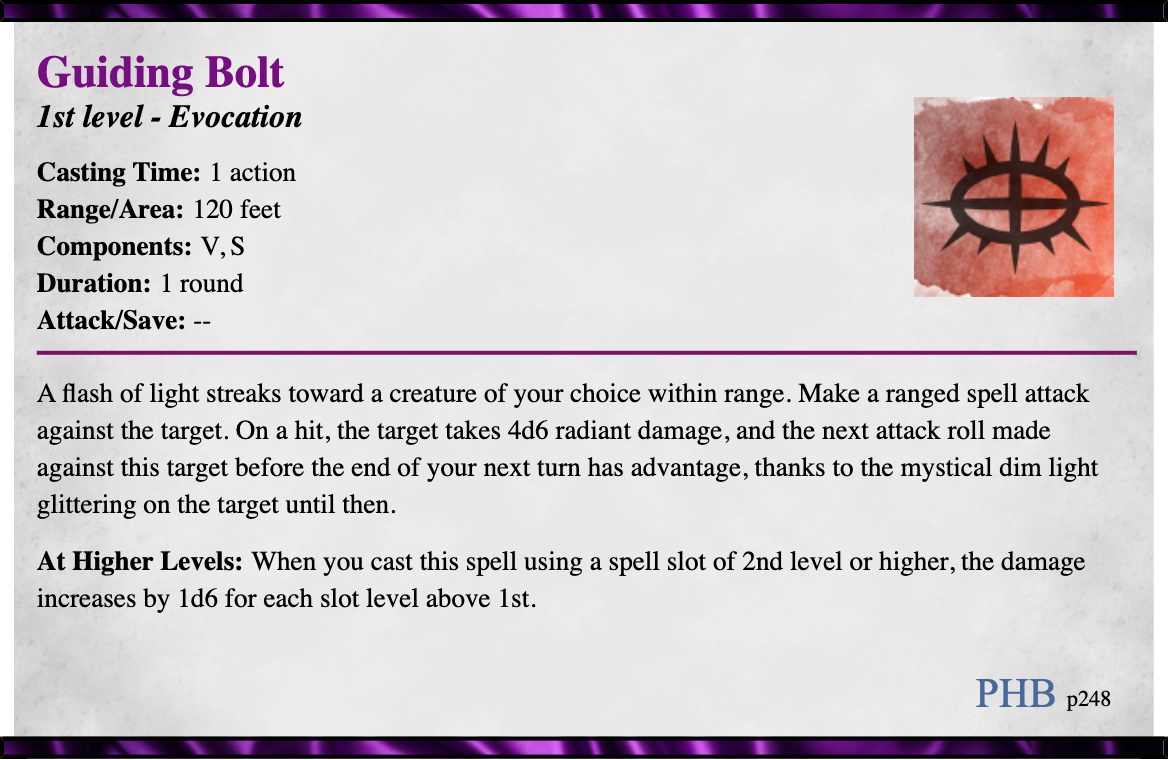 Guiding Bolt
1st level - Evocation
Casting Time: 1 action
Range/Area: 120 feet
Components: V, S
Duration: 1 round
Attack/Save: --
A flash of light streaks toward a creature of your choice within range. Make a ranged spell attack
against the target. On a hit, the target takes 4d6 radiant damage, and the next attack roll made
against this target before the end of your next turn has advantage, thanks to the mystical dim light
glittering on the target until then.
At Higher Levels: When you cast this spell using a spell slot of 2nd level or higher, the damage
increases by 1d6 for each slot level above 1st.
PHB p248